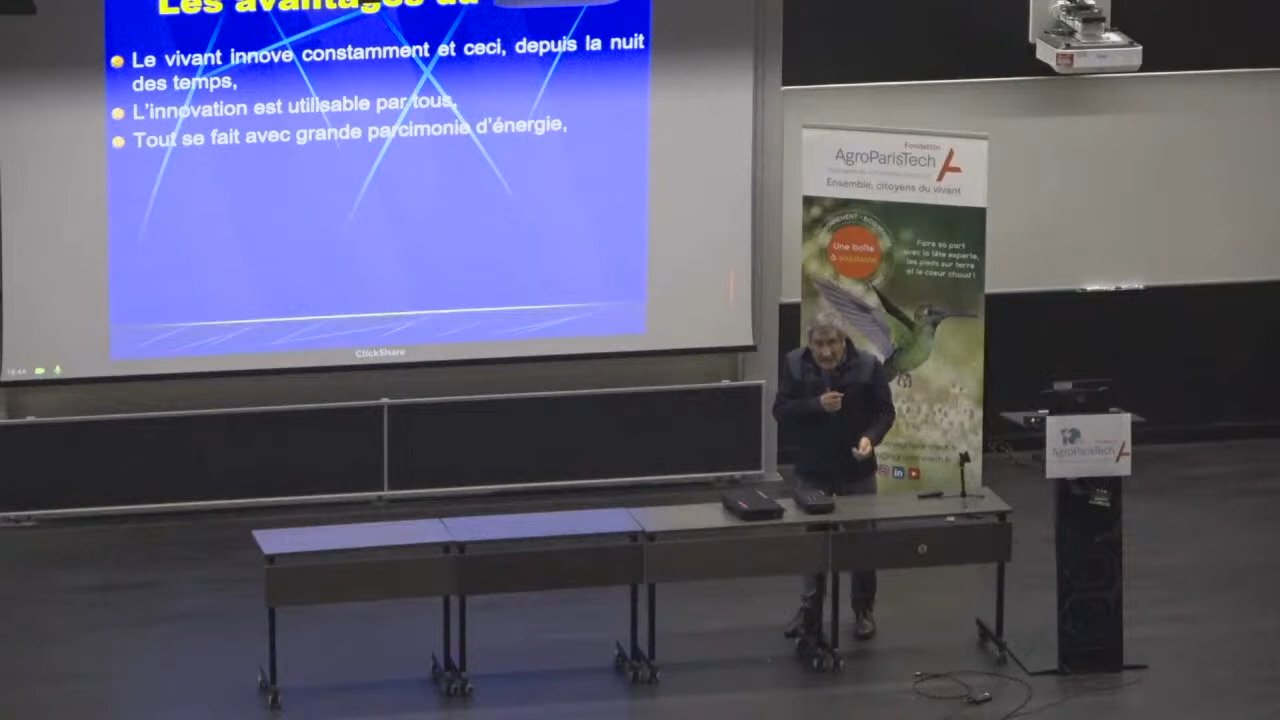 Les avantages du
Le vivant innove constamment et ceci, depuis la nuit
des temps,
L'innovation est utilisable par tous,
Tout se fait avec grande parcimonie d'énergie,
ClickShare
Fondation
AgroParisTech
Ensemble, citoyens du vivant
Une boîte
à solutions
Faire sa part
avec la tête experte,
les pieds sur terre
et le coeur chaud !
AgroParisTech